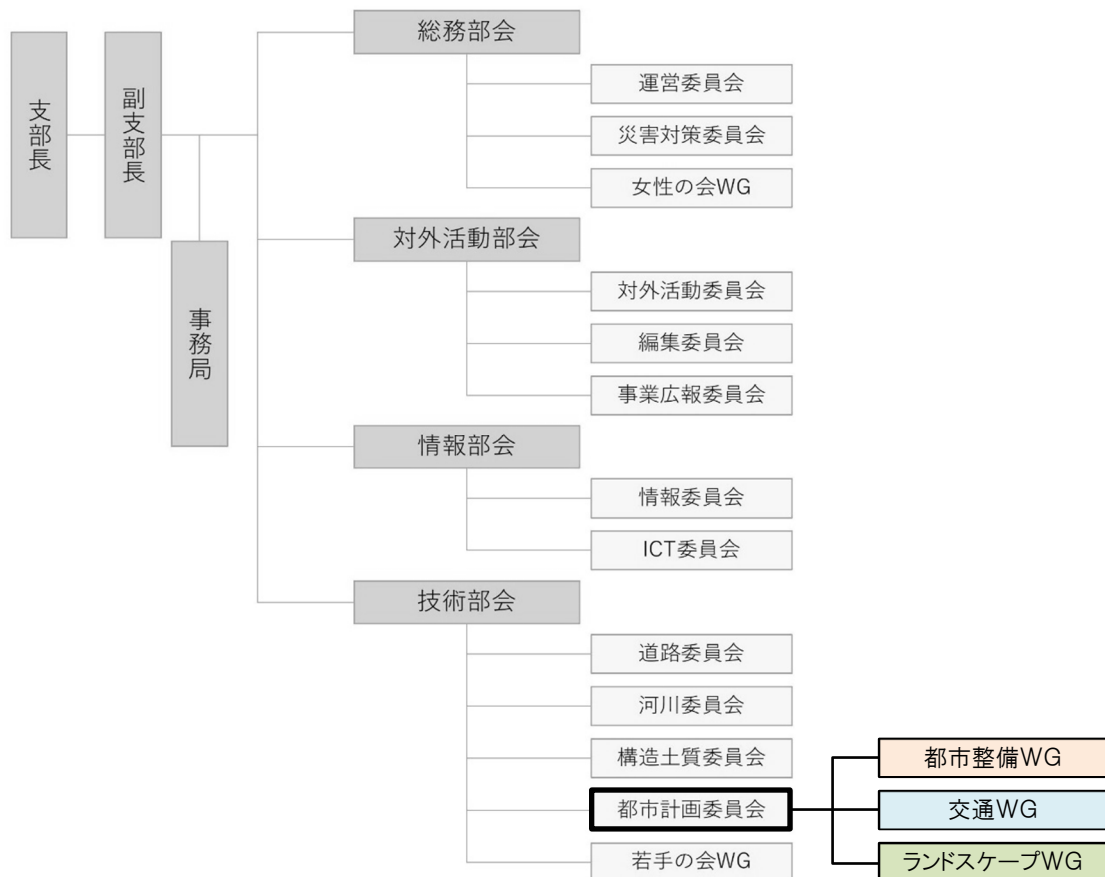 支部長
副支部長
事務局
総務部会
運営委員会
災害対策委員会
女性の会WG
対外活動部会
対外活動委員会
編集委員会
事業広報委員会
情報部会
情報委員会
ICT委員会
技術部会
道路委員会
河川委員会
構造土質委員会
都市計画委員会
都市整備WG
交通WG
ランドスケープWG
若手の会WG